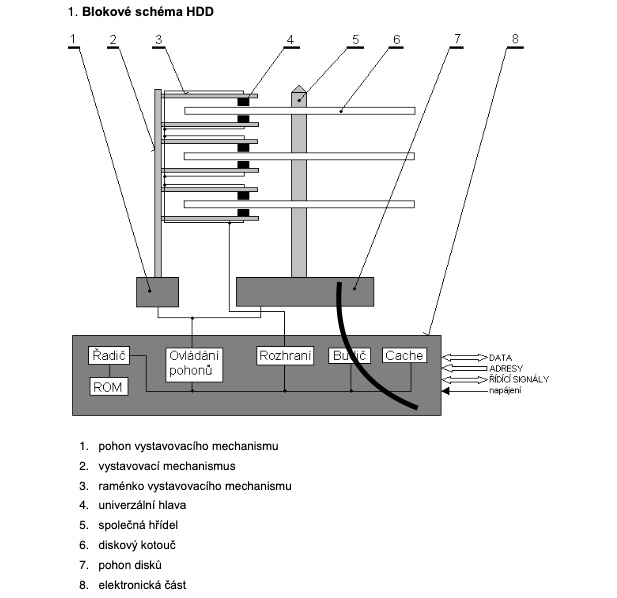 1. Blokové schéma HDD
1 2 3 4 5 6 7 8
Řadič
ROM
Ovládání
pohonů
Rozhraní
Cache
DATA
ADRESY
ŘÍDÍCÍ SIGNÁLY
napájení
1. pohon vystavovacího mechanismu
2. vystavovací mechanismus
3. raménko vystavovacího mechanismu
4. univerzální hlava
5. společná hřídel
6. diskový kotouč
7. pohon disků
8. elektronická část